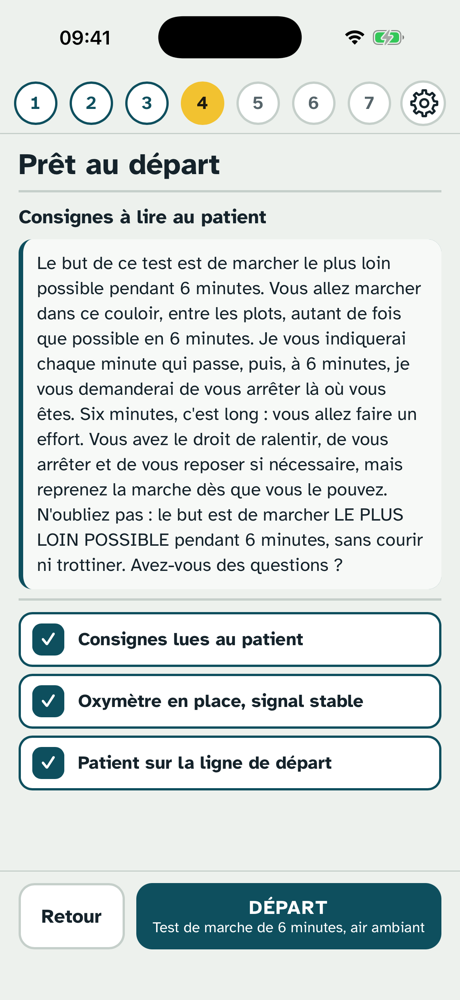 09:41
1 2 3 4 5 6 7
Prêt au départ
Consignes à lire au patient
Le but de ce test est de marcher le plus loin
possible pendant 6 minutes. Vous allez marcher
dans ce couloir, entre les plots, autant de fois
que possible en 6 minutes. Je vous indiquerai
chaque minute qui passe, puis, à 6 minutes, je
vous demanderai de vous arrêter là où vous
êtes. Six minutes, c'est long : vous allez faire un
effort. Vous avez le droit de ralentir, de vous
arrêter et de vous reposer si nécessaire, mais
reprenez la marche dès que vous le pouvez.
N'oubliez pas : le but est de marcher LE PLUS
LOIN POSSIBLE pendant 6 minutes, sans courir
ni trottiner. Avez-vous des questions ?
Consignes lues au patient
Oxymètre en place, signal stable
Patient sur la ligne de départ
Retour
DÉPART
Test de marche de 6 minutes, air ambiant